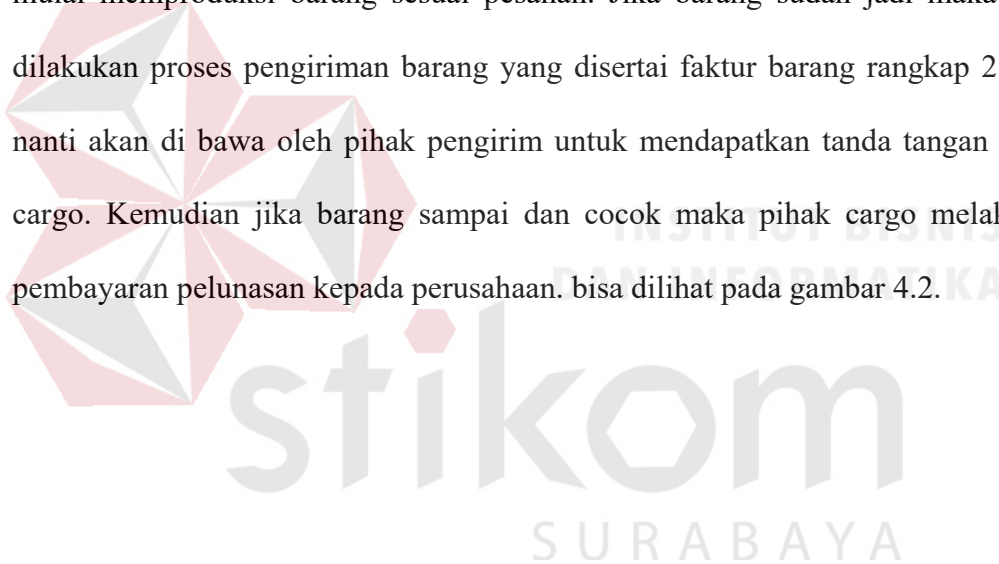 mulai memproduksi barang sesuai pesanan. Jika barang sudah jadi maka
dilakukan proses pengiriman barang yang disertai faktur barang rangkap 2
nanti akan di bawa oleh pihak pengirim untuk mendapatkan tanda tangan
cargo. Kemudian jika barang sampai dan cocok maka pihak cargo melak
pembayaran pelunasan kepada perusahaan. bisa dilihat pada gambar 4.2.
INSTITUT BISNIS
DAN INFORMATIKA
stikom
SURABAYA